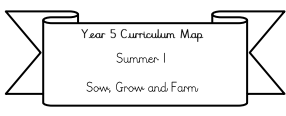 Year 5 Curriculum Map
Summer 1
Sow, Grow and Farm